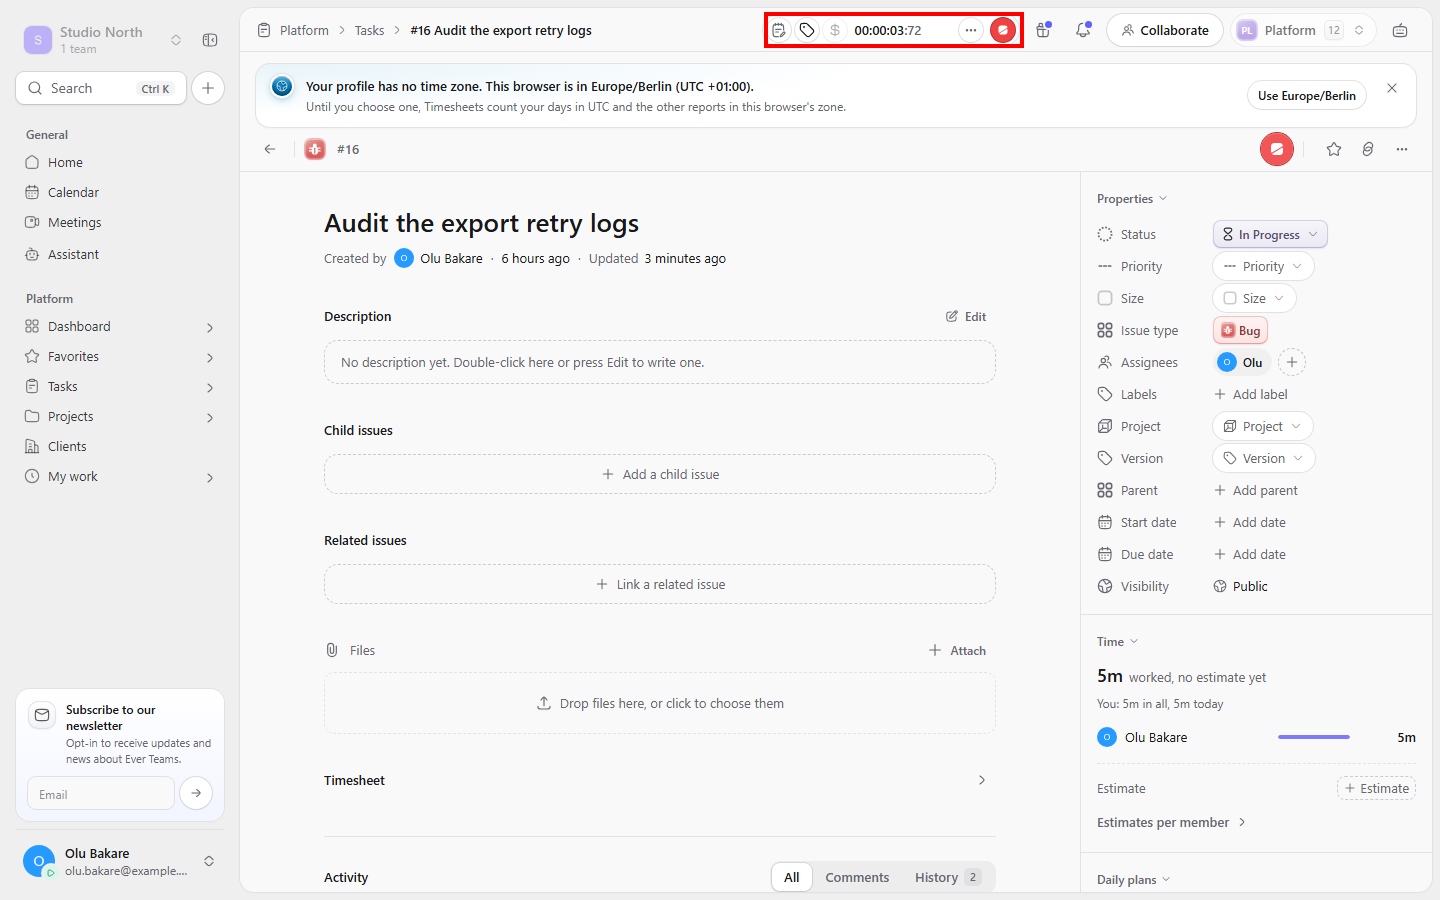 S
Studio North
1 team
Search
Ctrl K
General
Home
Calendar
Meetings
Assistant
Platform
Dashboard
Favorites
Tasks
Projects
Clients
My work
Subscribe to our
newsletter
Opt-in to receive updates and
news about Ever Teams.
Email
O
Olu Bakare
olu.bakare@example....
Platform
Tasks
#16 Audit the export retry logs
$
00:00:03:72
Collaborate
PL
Platform
12
Your profile has no time zone. This browser is in Europe/Berlin (UTC +01:00).
Until you choose one, Timesheets count your days in UTC and the other reports in this browser's zone.
Use Europe/Berlin
#16
Audit the export retry logs
Created by O Olu Bakare · 6 hours ago · Updated 3 minutes ago
Description
Edit
No description yet. Double-click here or press Edit to write one.
Child issues
Add a child issue
Related issues
Link a related issue
Files
Attach
Drop files here, or click to choose them
Timesheet
Activity
All
Comments
History 2
Properties
Status
In Progress
Priority
Priority
Size
Size
Issue type
Bug
Assignees
O Olu
Labels
Add label
Project
Project
Version
Version
Parent
Add parent
Start date
Add date
Due date
Add date
Visibility
Public
Time
5m worked, no estimate yet
You: 5m in all, 5m today
O Olu Bakare
5m
Estimate
Estimate
Estimates per member
Daily plans